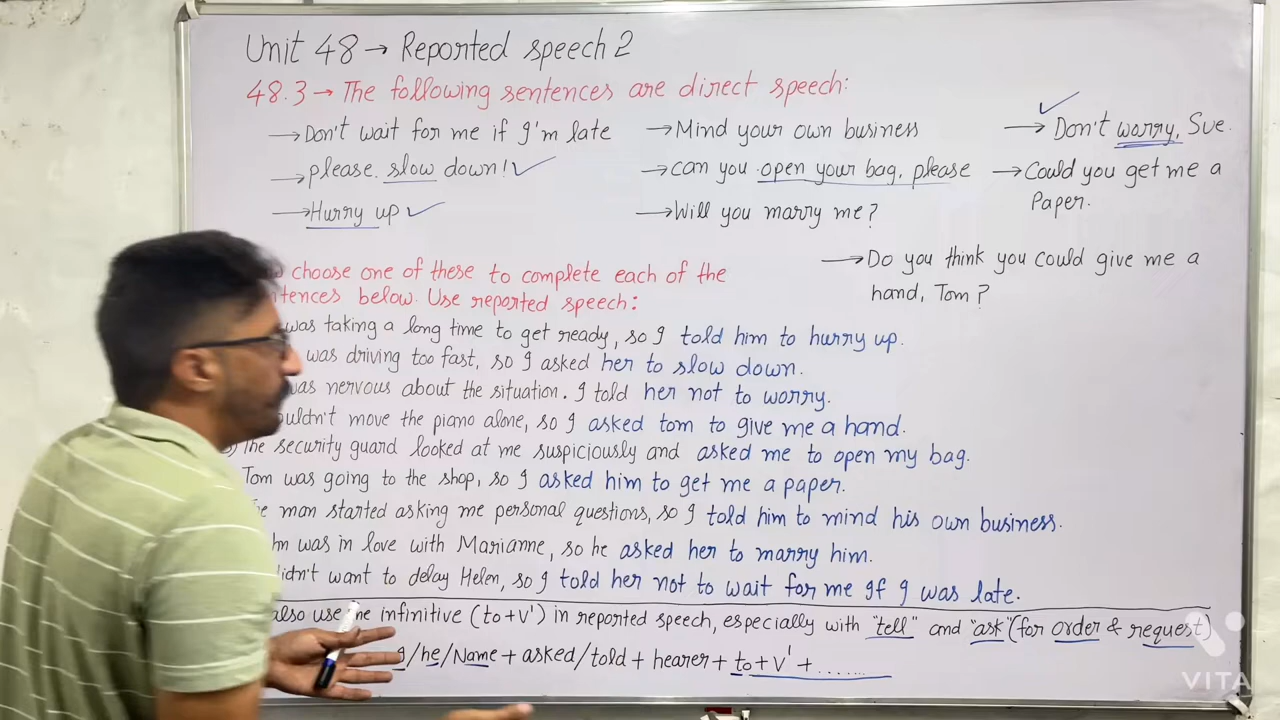 Unit 48 → Reported speech 2
48.3 → The following sentences are direct speech:
→ Don't wait for me if I'm late
→ please. slow down!
→ Hurry up
→ Mind your own business
→ can you open your bag, please
→ Will you marry me?
→ Don't worry, Sue.
→ Could you get me a
Paper.
→ Do you think you could give me a
hand, Tom?
choose one of these to complete each of the
below. Use reported speech:
was taking a long time to get ready, so I told him to hurry up.
was driving too fast, so I asked her to slow down.
was nervous about the situation. I told her not to worry.
move the piano alone, so I asked tom to give me a hand.
The security guard looked at me suspiciously and asked me to open my bag.
Tom was going to the shop, so I asked him to get me a paper.
man started asking me personal questions, so I told him to mind his own business.
was in love with Marianne, so he asked her to marry him.
want to delay Helen, so I told her not to wait for me If I was late.
also use the infinitive (to+V') in reported speech, especially with "tell" and "ask" (for order & request)
I/he/Name + asked/told + hearer + to + V' + .......
VITA